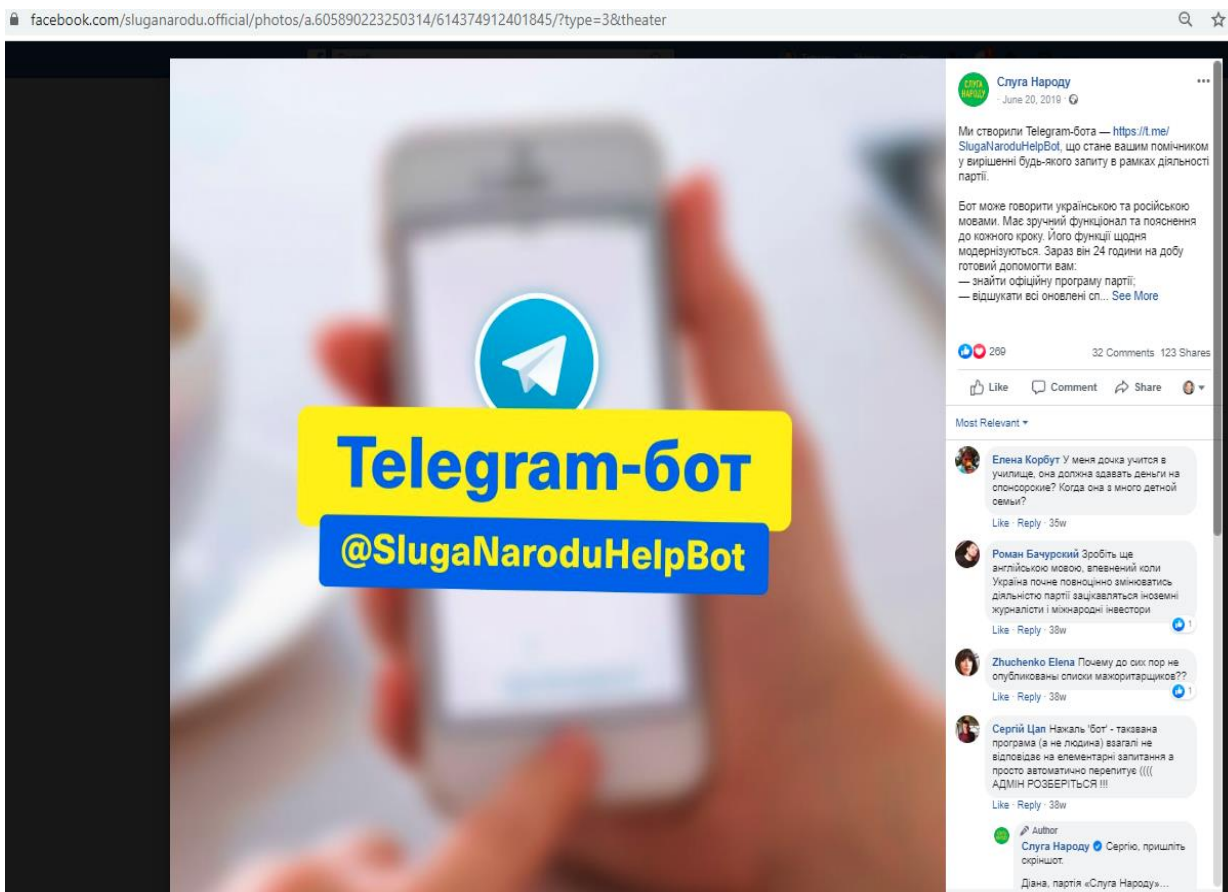 facebook.com/sluganarodu.official/photos/a.605890223250314/614374912401845/?type=3&theater
Telegram-бот
@SlugaNaroduHelpBot
СЛУГА
НАРОДУ
Слуга Народу
· June 20, 2019 ·
Ми створили Telegram-бота — https://t.me/
SlugaNaroduHelpBot, що стане вашим помічником
у вирішенні будь-якого запиту в рамках діяльності
партії.
Бот може говорити українською та російською
мовами. Має зручний функціонал та пояснення
до кожного кроку. Його функції щодня
модернізуються. Зараз він 24 години на добу
готовий допомогти вам:
— знайти офіційну програму партії;
— відшукати всі оновлені сп... See More
269
32 Comments 123 Shares
Like Comment Share
Most Relevant
Елена Корбут У меня дочка учится в
училище, она должна здавать деньги на
спонсорские? Когда она з много детной
семьи?
Like · Reply · 35w
Роман Бачурский Зробіть ще
англійською мовою, впевнений коли
Україна почне повноцінно змінюватись
діяльністю партії зацікавляться іноземні
журналісти і міжнародні інвестори
Like · Reply · 38w
1
Zhuchenko Elena Почему до сих пор не
опубликованы списки мажоритарщиков??
Like · Reply · 38w
1
Сергій Цап Нажаль 'бот' - таквана
програма (а не людина) взагалі не
відповідає на елементарні запитання а
просто автоматично перепитує ((((
АДМІН РОЗБЕРІТЬСЯ !!!
Like · Reply · 38w
Author
Слуга Народу Сергію, пришліть
скріншот.
Діана, партія «Слуга Народу»...